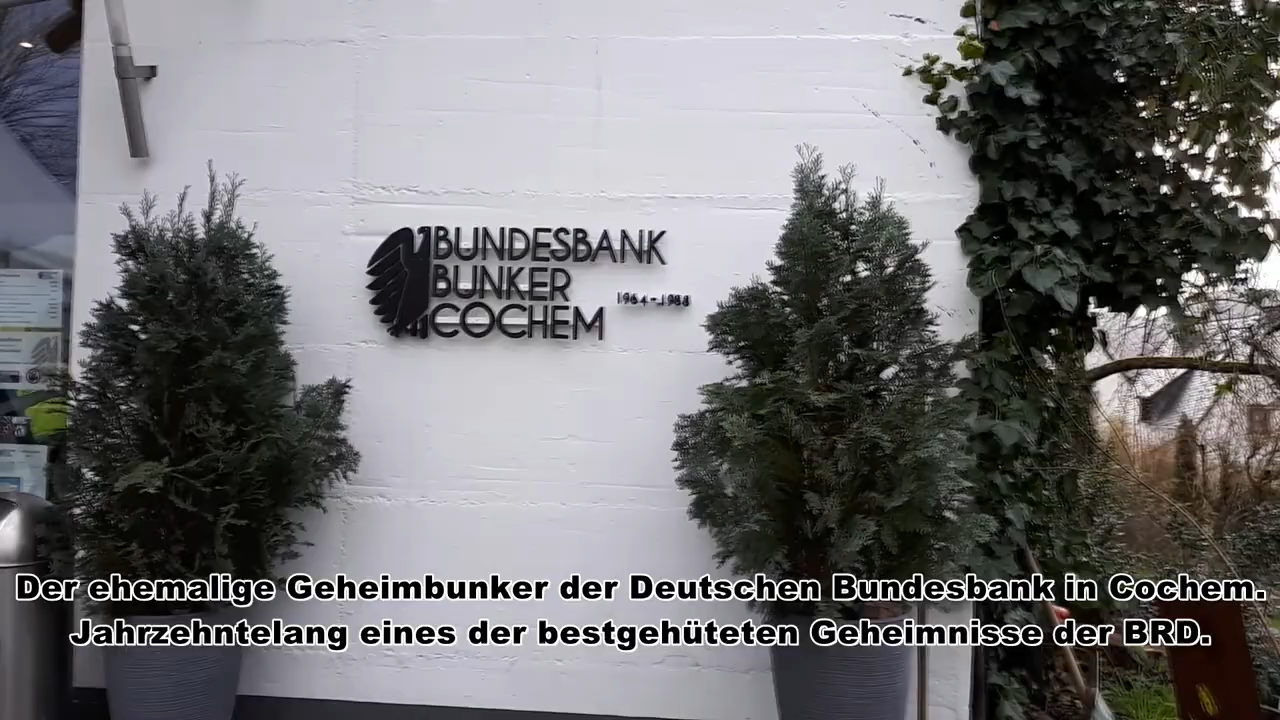 BUNDESBANK
BUNKER
COCHEM
1964-1988
Der ehemalige Geheimbunker der Deutschen Bundesbank in Cochem.
Jahrzehntelang eines der bestgehüteten Geheimnisse der BRD.